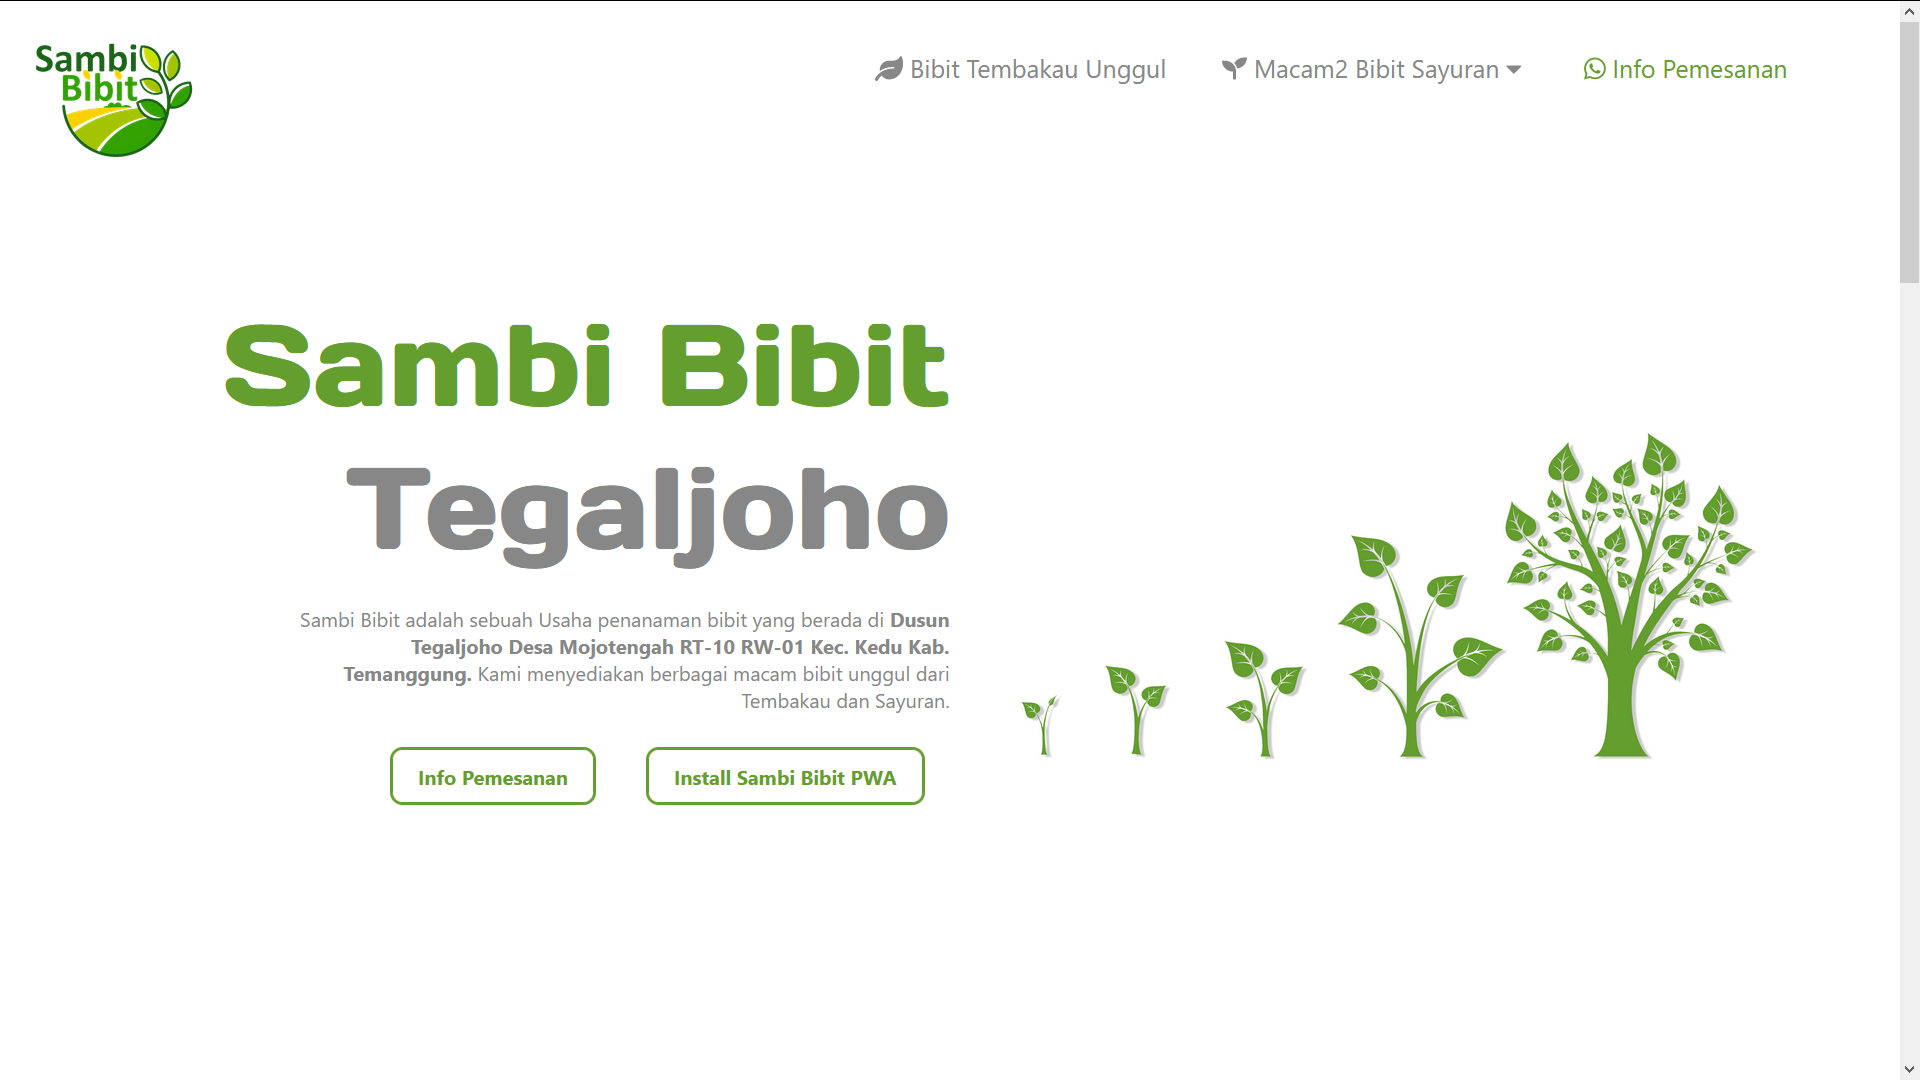 Sambi
Bibit
Bibit Tembakau Unggul
Macam2 Bibit Sayuran
Info Pemesanan
Sambi Bibit
Tegaljoho
Sambi Bibit adalah sebuah Usaha penanaman bibit yang berada di Dusun
Tegaljoho Desa Mojotengah RT-10 RW-01 Kec. Kedu Kab.
Temanggung. Kami menyediakan berbagai macam bibit unggul dari
Tembakau dan Sayuran.
Info Pemesanan
Install Sambi Bibit PWA